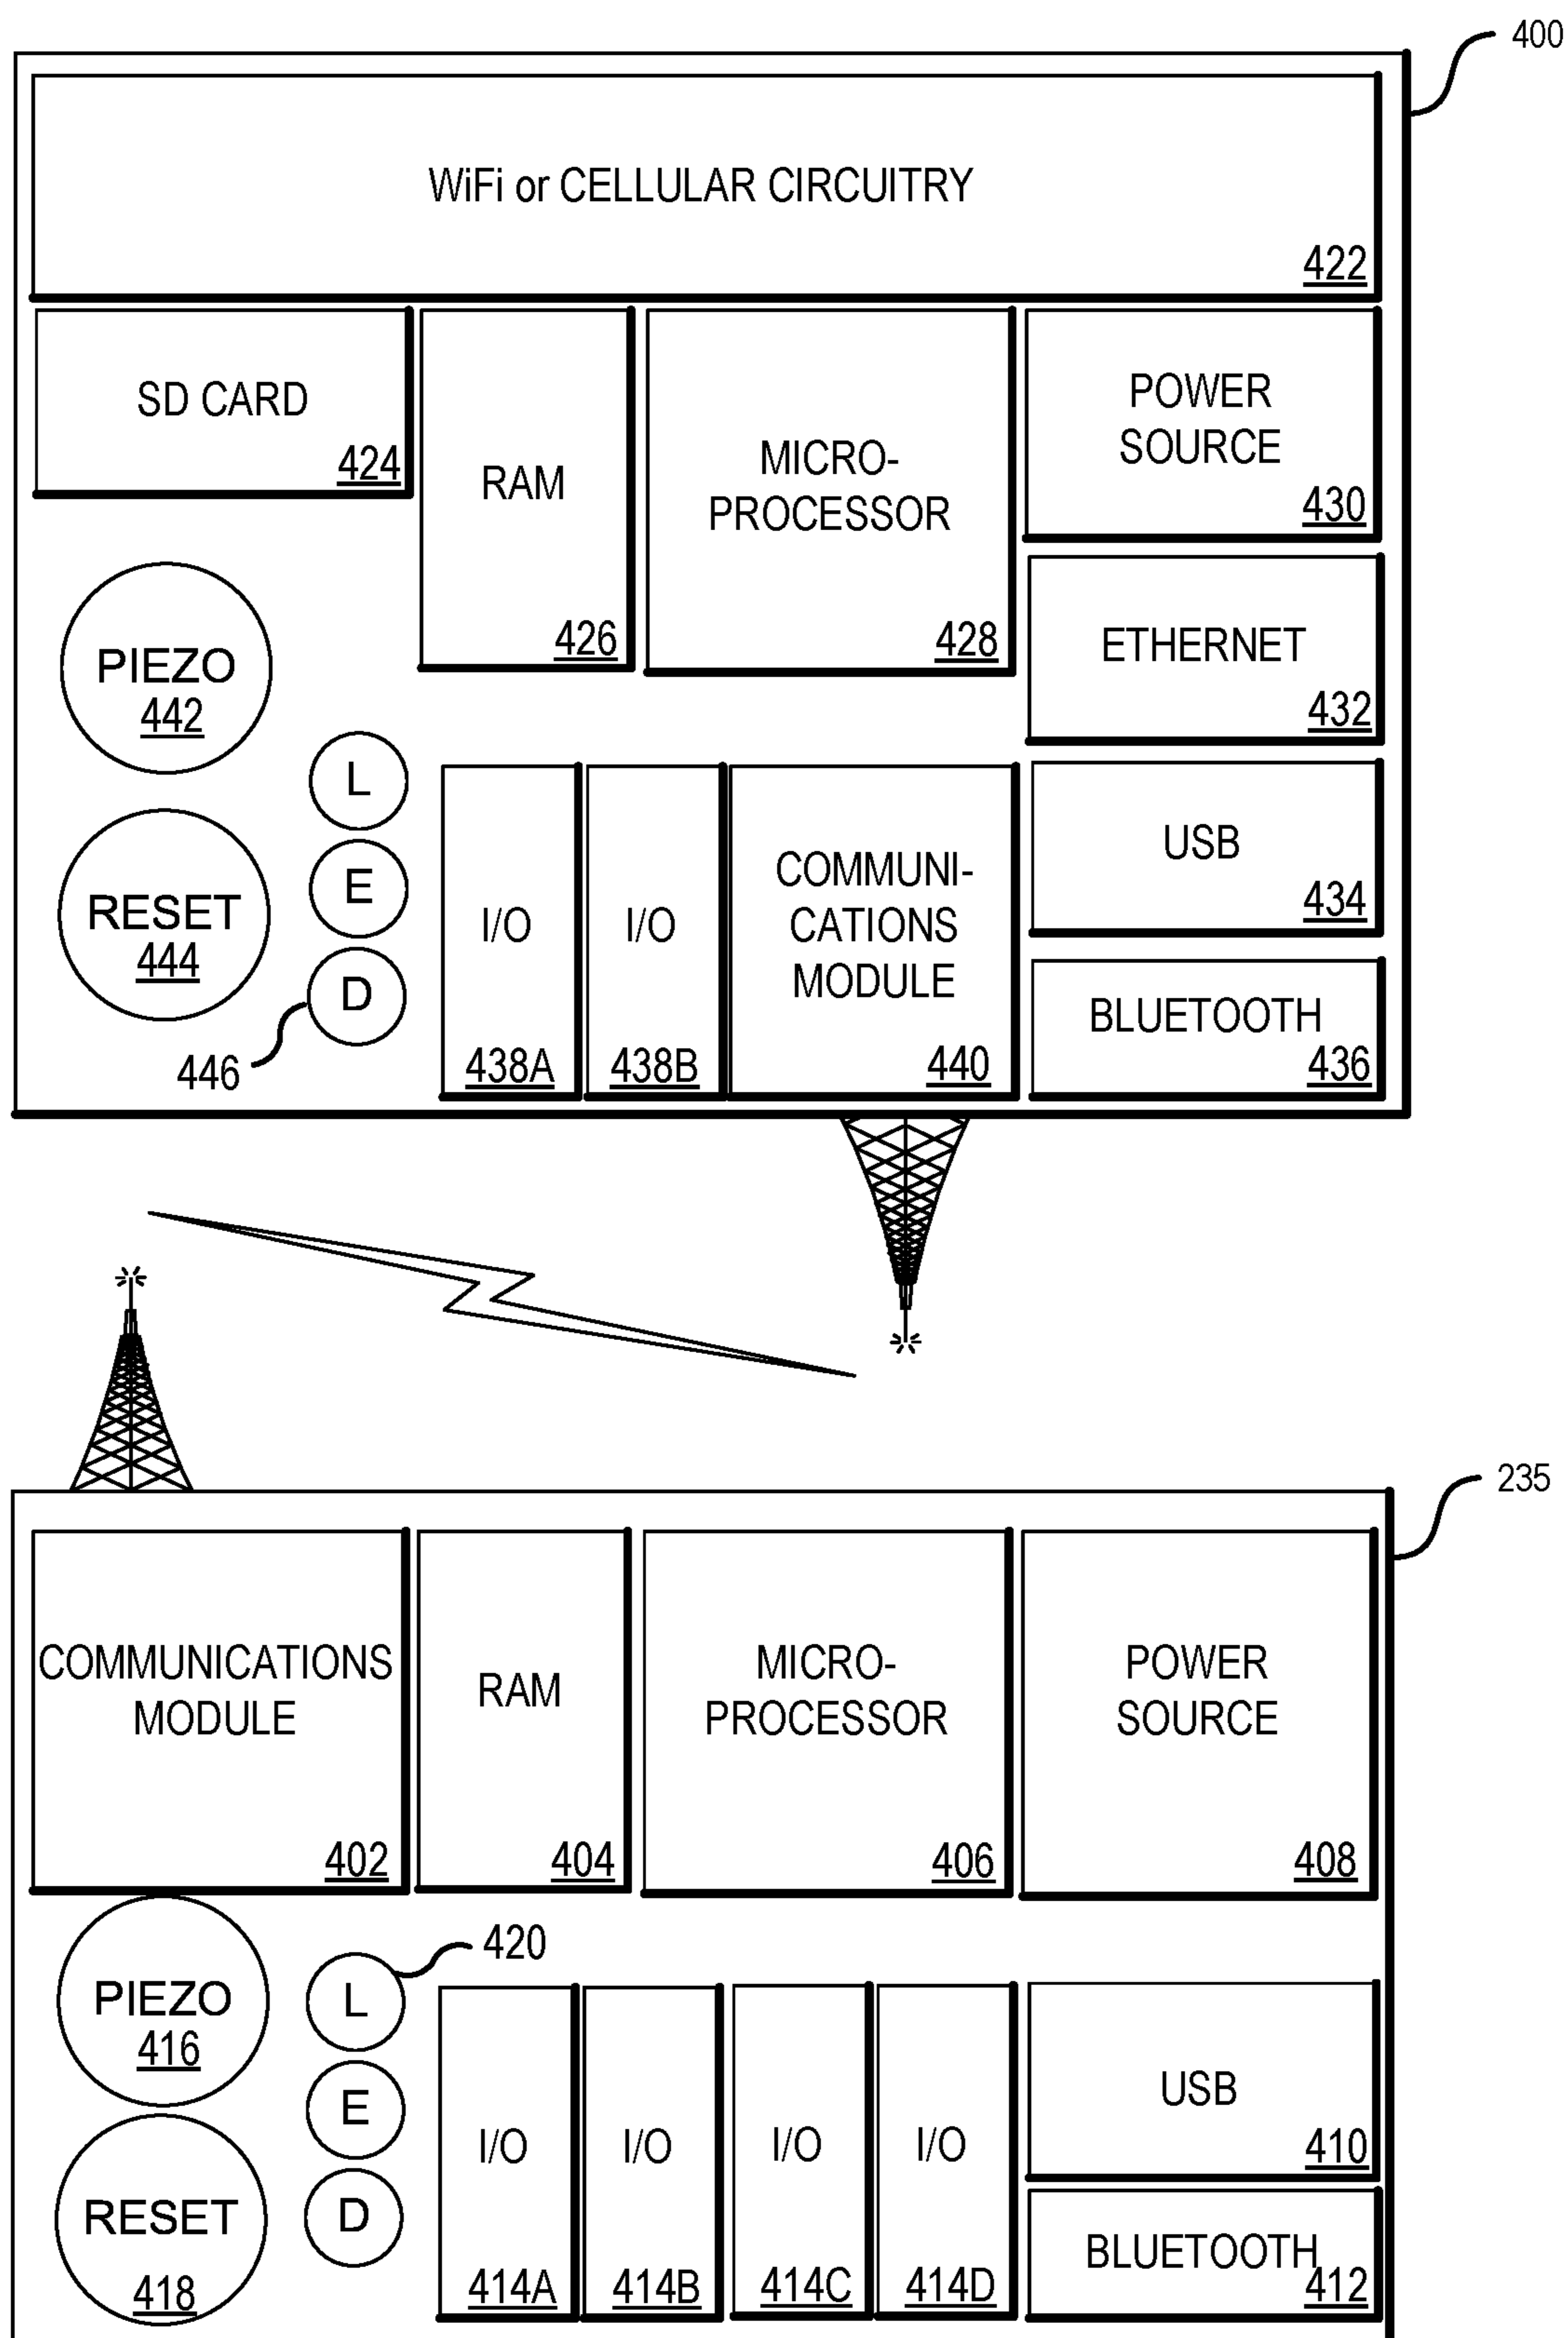 400
WiFi or CELLULAR CIRCUITRY
422
SD CARD
424
RAM
426
MICRO-
PROCESSOR
428
POWER
SOURCE
430
ETHERNET
432
PIEZO
442
RESET
444
L
E
D
446
I/O
438A
I/O
438B
COMMUNI-
CATIONS
MODULE
440
USB
434
BLUETOOTH
436
235
COMMUNICATIONS
MODULE
402
RAM
404
MICRO-
PROCESSOR
406
POWER
SOURCE
408
PIEZO
416
RESET
418
420
L
E
D
I/O
414A
I/O
414B
I/O
414C
I/O
414D
USB
410
BLUETOOTH
412